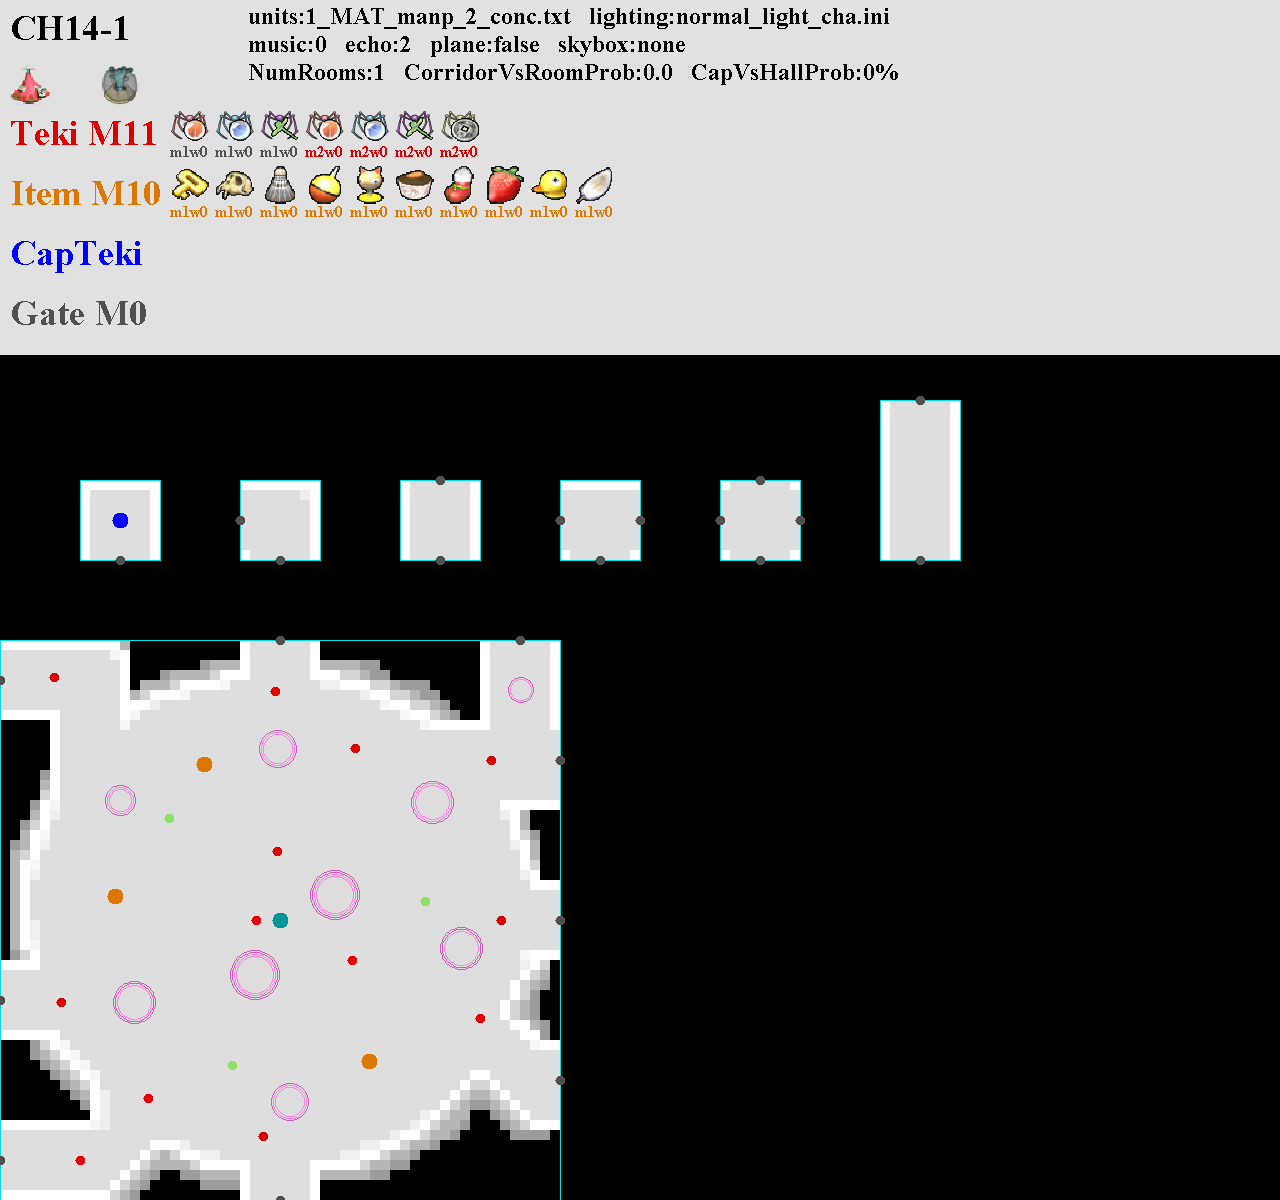 CH14-1
units:1_MAT_manp_2_conc.txt lighting:normal_light_cha.ini
music:0 echo:2 plane:false skybox:none
NumRooms:1 CorridorVsRoomProb:0.0 CapVsHallProb:0%
Teki M11
m1w0 m1w0 m1w0 m2w0 m2w0 m2w0 m2w0
Item M10
m1w0 m1w0 m1w0 m1w0 m1w0 m1w0 m1w0 m1w0 m1w0 m1w0
CapTeki
Gate M0